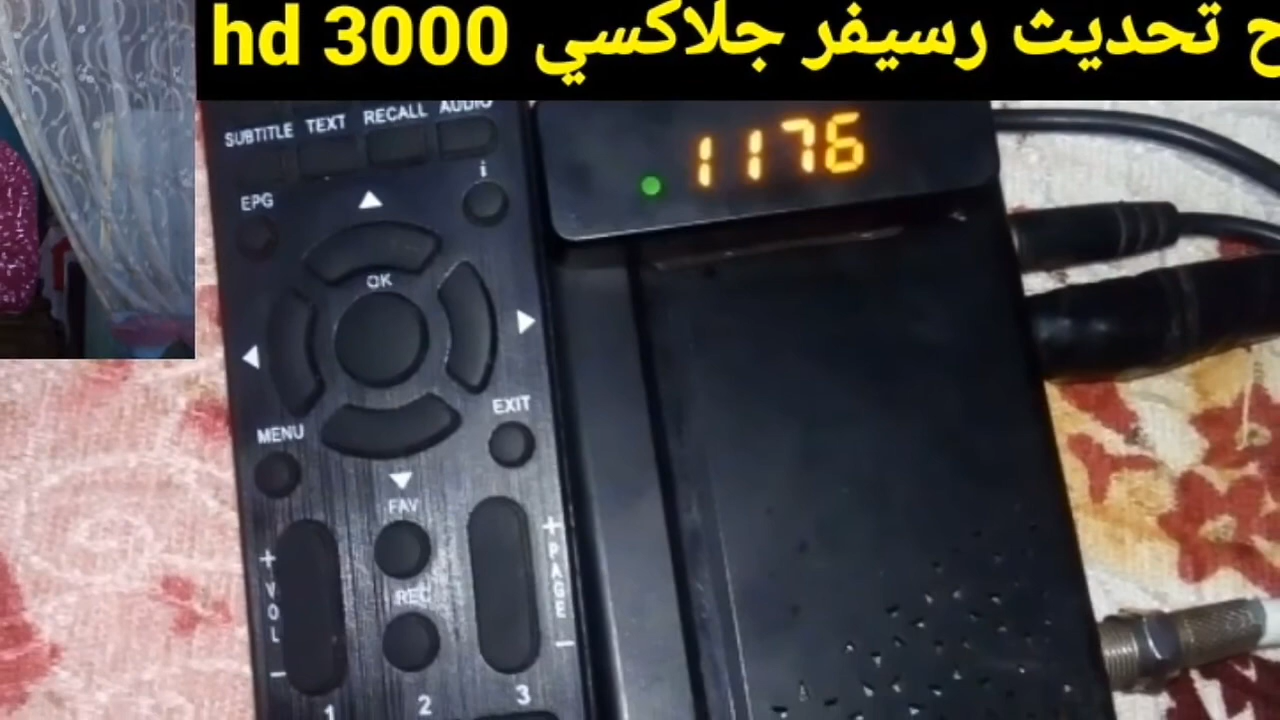 تحديث رسيفر جلاكسي hd 3000
SUBTITLE TEXT RECALL AUDIO
1176
EPG i
OK
EXIT
MENU
FAV
+ VOL −
+ PAGE −
REC
1 2 3